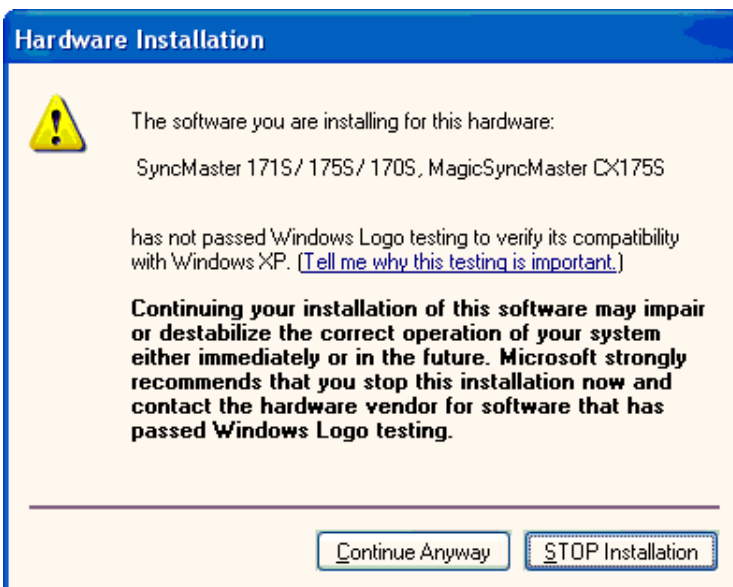 Hardware Installation
The software you are installing for this hardware:
SyncMaster 171S/ 175S/ 170S, MagicSyncMaster CX175S
has not passed Windows Logo testing to verify its compatibility
with Windows XP. (Tell me why this testing is important.)
Continuing your installation of this software may impair
or destabilize the correct operation of your system
either immediately or in the future. Microsoft strongly
recommends that you stop this installation now and
contact the hardware vendor for software that has
passed Windows Logo testing.
Continue Anyway
STOP Installation